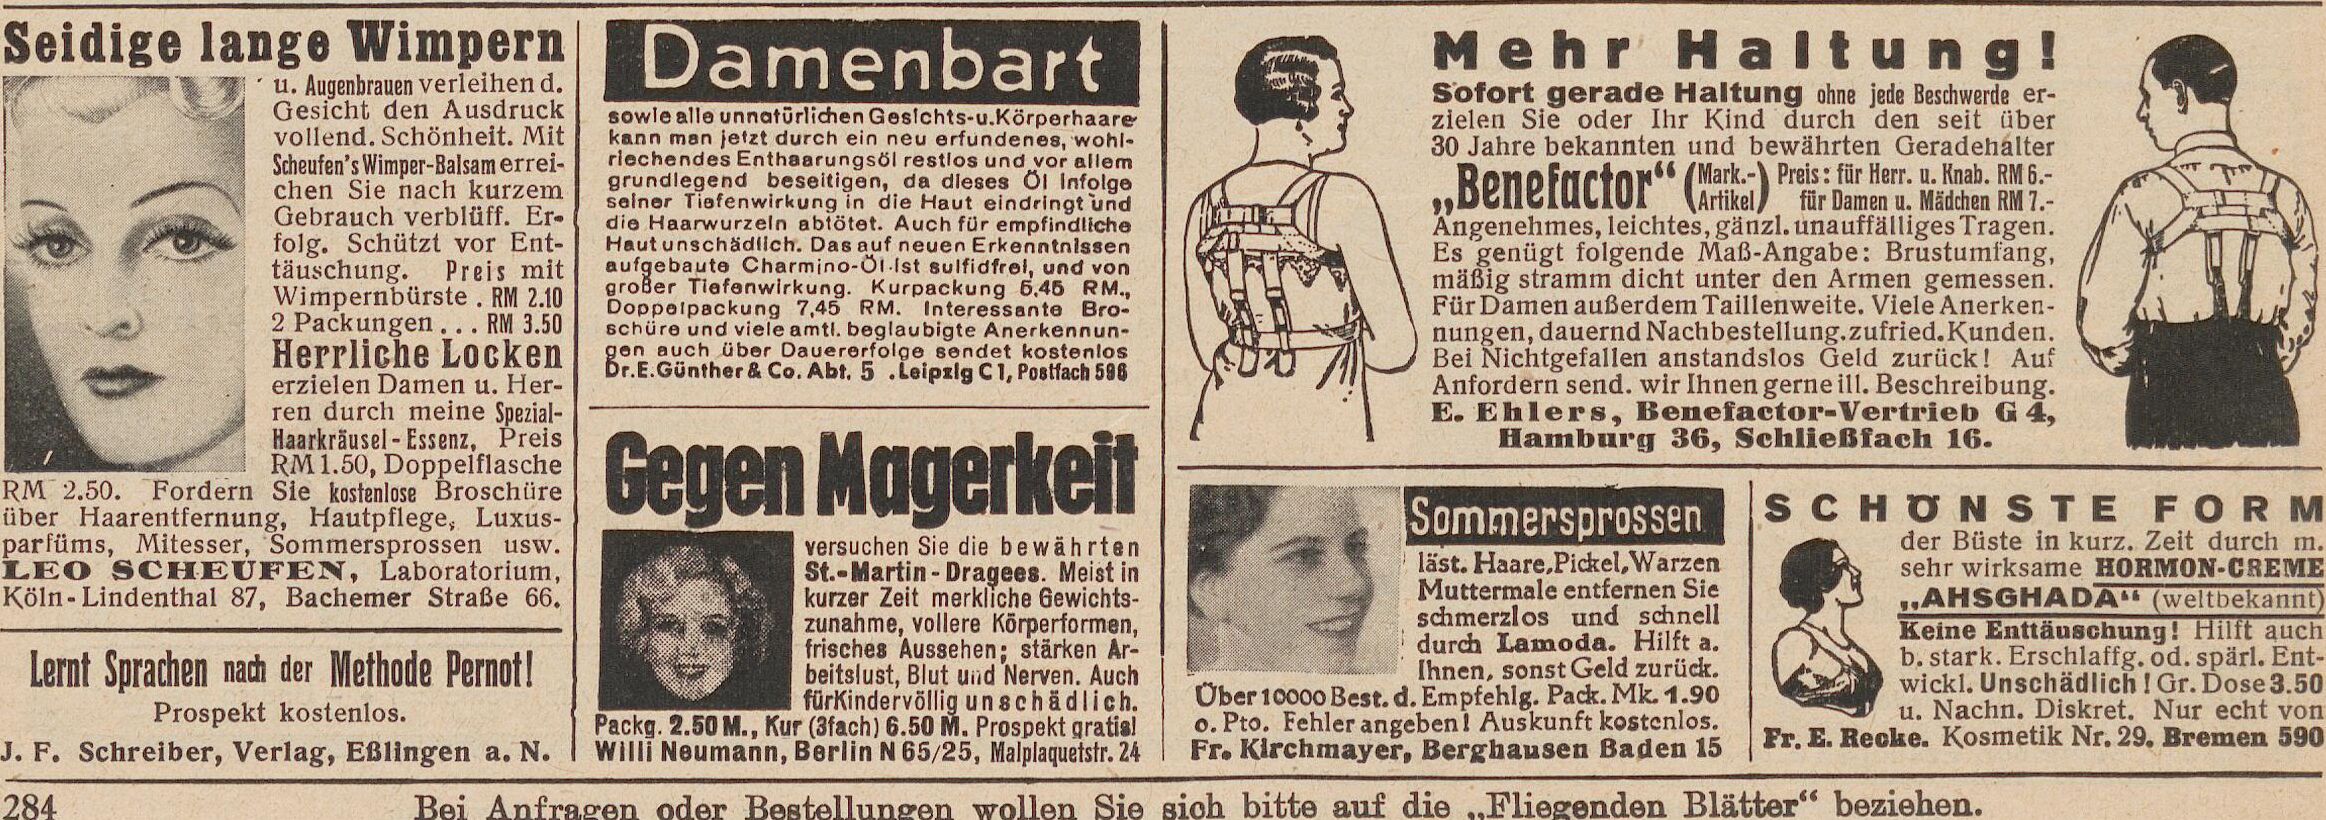 Seidige lange Wimpern
u. Augenbrauen verleihen d.
Gesicht den Ausdruck
vollend. Schönheit. Mit
Scheufen's Wimper-Balsam errei-
chen Sie nach kurzem
Gebrauch verblüff. Er-
folg. Schützt vor Ent-
täuschung. Preis mit
Wimpernbürste . RM 2.10
2 Packungen . . . RM 3.50
Herrliche Locken
erzielen Damen u. Her-
ren durch meine Spezial-
Haarkräusel-Essenz, Preis
RM 1.50, Doppelflasche
RM 2.50. Fordern Sie kostenlose Broschüre
über Haarentfernung, Hautpflege, Luxus-
parfüms, Mitesser, Sommersprossen usw.
LEO SCHEUFEN, Laboratorium,
Köln-Lindenthal 87, Bachemer Straße 66.
Lernt Sprachen nach der Methode Pernot!
Prospekt kostenlos.
J. F. Schreiber, Verlag, Eßlingen a. N.
Damenbart
sowie alle unnatürlichen Gesichts-u.Körperhaare
kann man jetzt durch ein neu erfundenes, wohl-
riechendes Enthaarungsöl restlos und vor allem
grundlegend beseitigen, da dieses Öl infolge
seiner Tiefenwirkung in die Haut eindringt und
die Haarwurzeln abtötet. Auch für empfindliche
Haut unschädlich. Das auf neuen Erkenntnissen
aufgebaute Charmino-Öl ist sulfidfrei, und von
großer Tiefenwirkung. Kurpackung 5,45 RM.,
Doppelpackung 7,45 RM. Interessante Bro-
schüre und viele amtl. beglaubigte Anerkennun-
gen auch über Dauererfolge sendet kostenlos
Dr.E.Günther & Co. Abt. 5 . Leipzig C 1, Postfach 596
Gegen Magerkeit
versuchen Sie die bewährten
St.-Martin-Dragees. Meist in
kurzer Zeit merkliche Gewichts-
zunahme, vollere Körperformen,
frisches Aussehen; stärken Ar-
beitslust, Blut und Nerven. Auch
für Kinder völlig unschädlich.
Packg. 2.50 M., Kur (3fach) 6.50 M. Prospekt gratis!
Willi Neumann, Berlin N 65/25, Malplaquetstr. 24
Mehr Haltung!
Sofort gerade Haltung ohne jede Beschwerde er-
zielen Sie oder Ihr Kind durch den seit über
30 Jahre bekannten und bewährten Geradehalter
„Benefactor“ (Mark.-Artikel) Preis: für Herr. u. Knab. RM 6.-
für Damen u. Mädchen RM 7.-
Angenehmes, leichtes, gänzl. unauffälliges Tragen.
Es genügt folgende Maß-Angabe: Brustumfang,
mäßig stramm dicht unter den Armen gemessen.
Für Damen außerdem Taillenweite. Viele Anerken-
nungen, dauernd Nachbestellung. zufried. Kunden.
Bei Nichtgefallen anstandslos Geld zurück! Auf
Anfordern send. wir Ihnen gerne ill. Beschreibung.
E. Ehlers, Benefactor-Vertrieb G 4,
Hamburg 36, Schließfach 16.
Sommersprossen
läst. Haare, Pickel, Warzen
Muttermale entfernen Sie
schmerzlos und schnell
durch Lamoda. Hilft a.
Ihnen, sonst Geld zurück.
Über 10000 Best. d. Empfehlg. Pack. Mk. 1.90
o. Pto. Fehler angeben! Auskunft kostenlos.
Fr. Kirchmayer, Berghausen Baden 15
SCHÖNSTE FORM
der Büste in kurz. Zeit durch m.
sehr wirksame HORMON-CREME
„AHSGHADA“ (weltbekannt)
Keine Enttäuschung! Hilft auch
b. stark. Erschlaffg. od. spärl. Ent-
wickl. Unschädlich! Gr. Dose 3.50
u. Nachn. Diskret. Nur echt von
Fr. E. Recke. Kosmetik Nr. 29. Bremen 590
284
Bei Anfragen oder Bestellungen wollen Sie sich bitte auf die „Fliegenden Blätter“ beziehen.